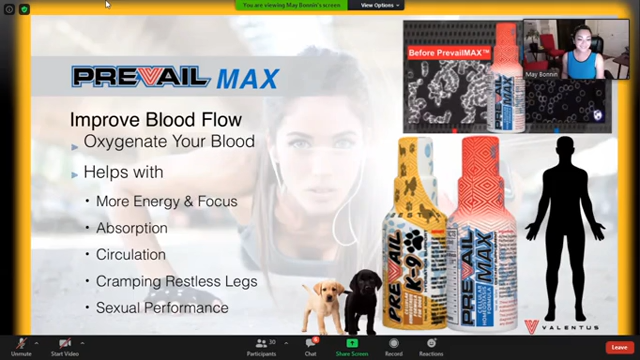 You are viewing May Bonnin's screen
View Options
PREVAIL MAX
Before PrevailMAX™
May Bonnin
Improve Blood Flow
Oxygenate Your Blood
Helps with
• More Energy & Focus
• Absorption
• Circulation
• Cramping Restless Legs
• Sexual Performance
PREVAIL K-9
PREVAIL MAX
VALENTUS
Unmute
Start Video
Participants
30
Chat
Share Screen
Record
Reactions
Leave